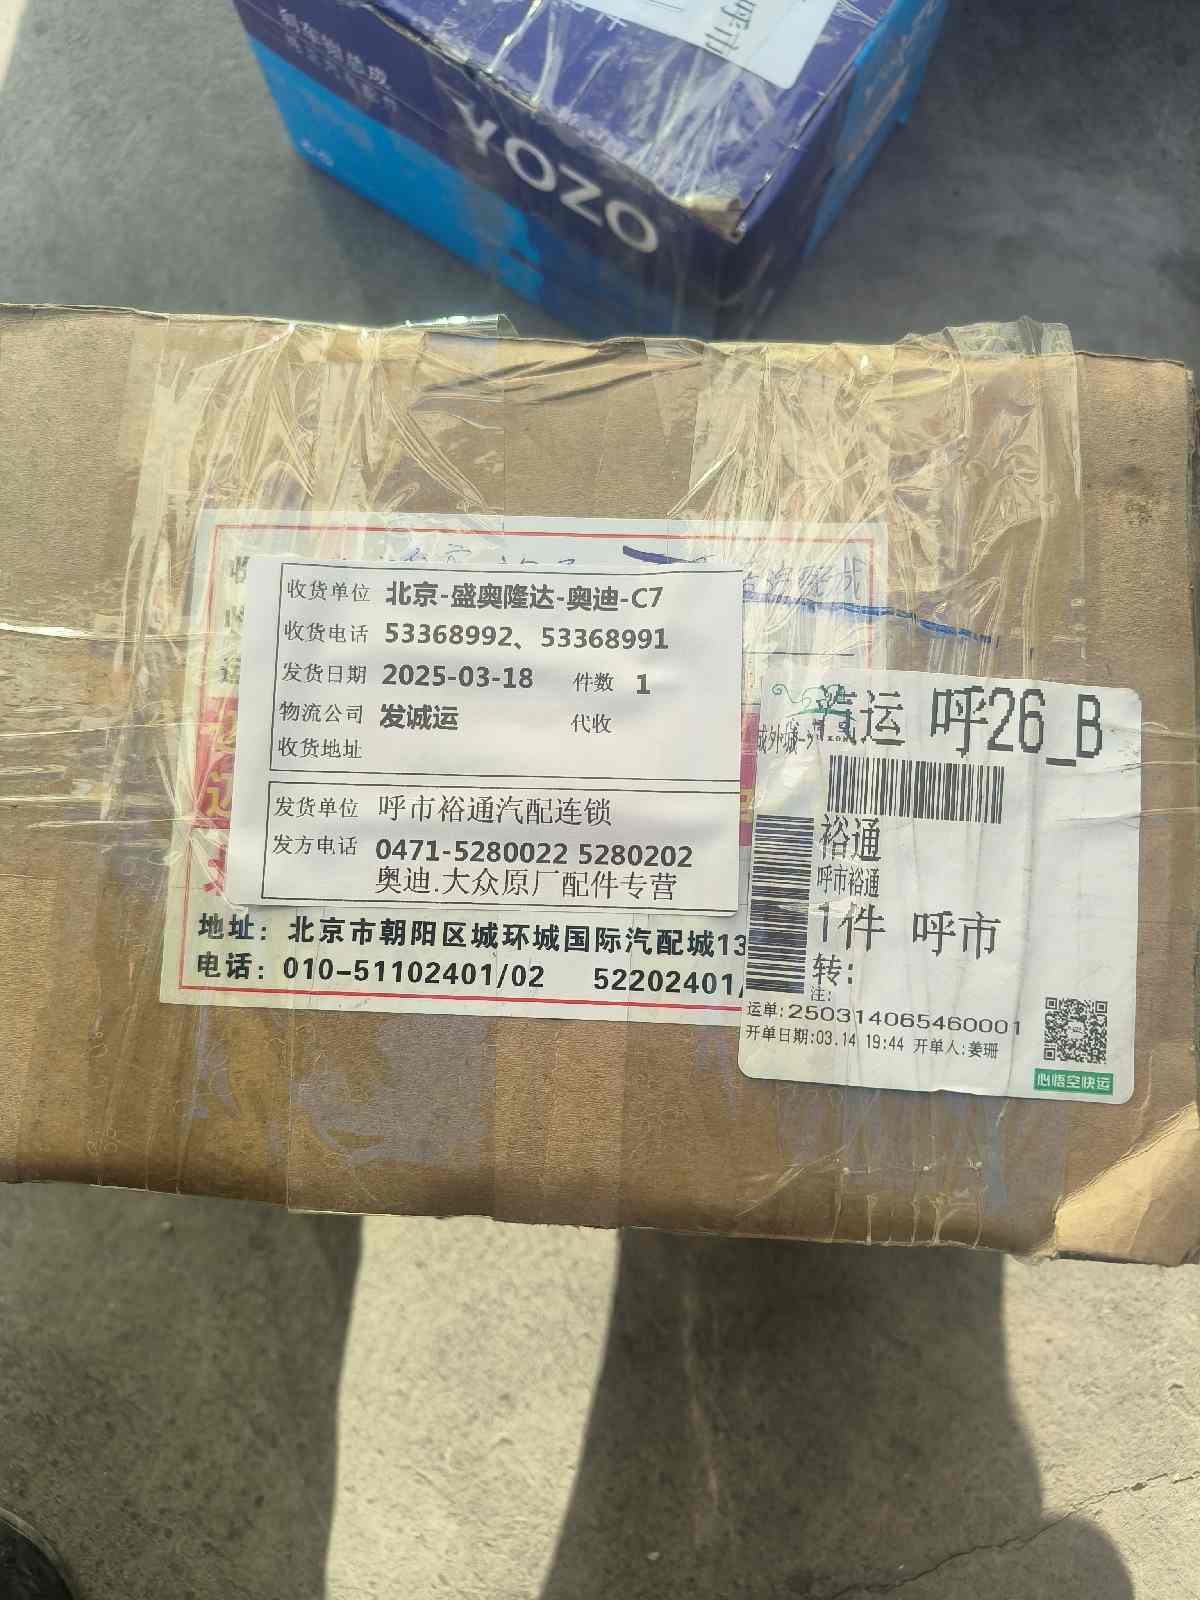 呼市
YOZO
收货单位 北京-盛奥隆达-奥迪-C7
收货电话 53368992、53368991
发货日期 2025-03-18 件数 1
物流公司 发诚运 代收
收货地址
发货单位 呼市裕通汽配连锁
发方电话 0471-5280022 5280202
奥迪.大众原厂配件专营
地址：北京市朝阳区城环城国际汽配城13
电话：010-51102401/02 52202401/
运 呼26_B
裕通
呼市裕通
1件 呼市
转:
注:
运单:250314065460001
开单日期:03.14 19:44 开单人:姜珊
心悟空快运